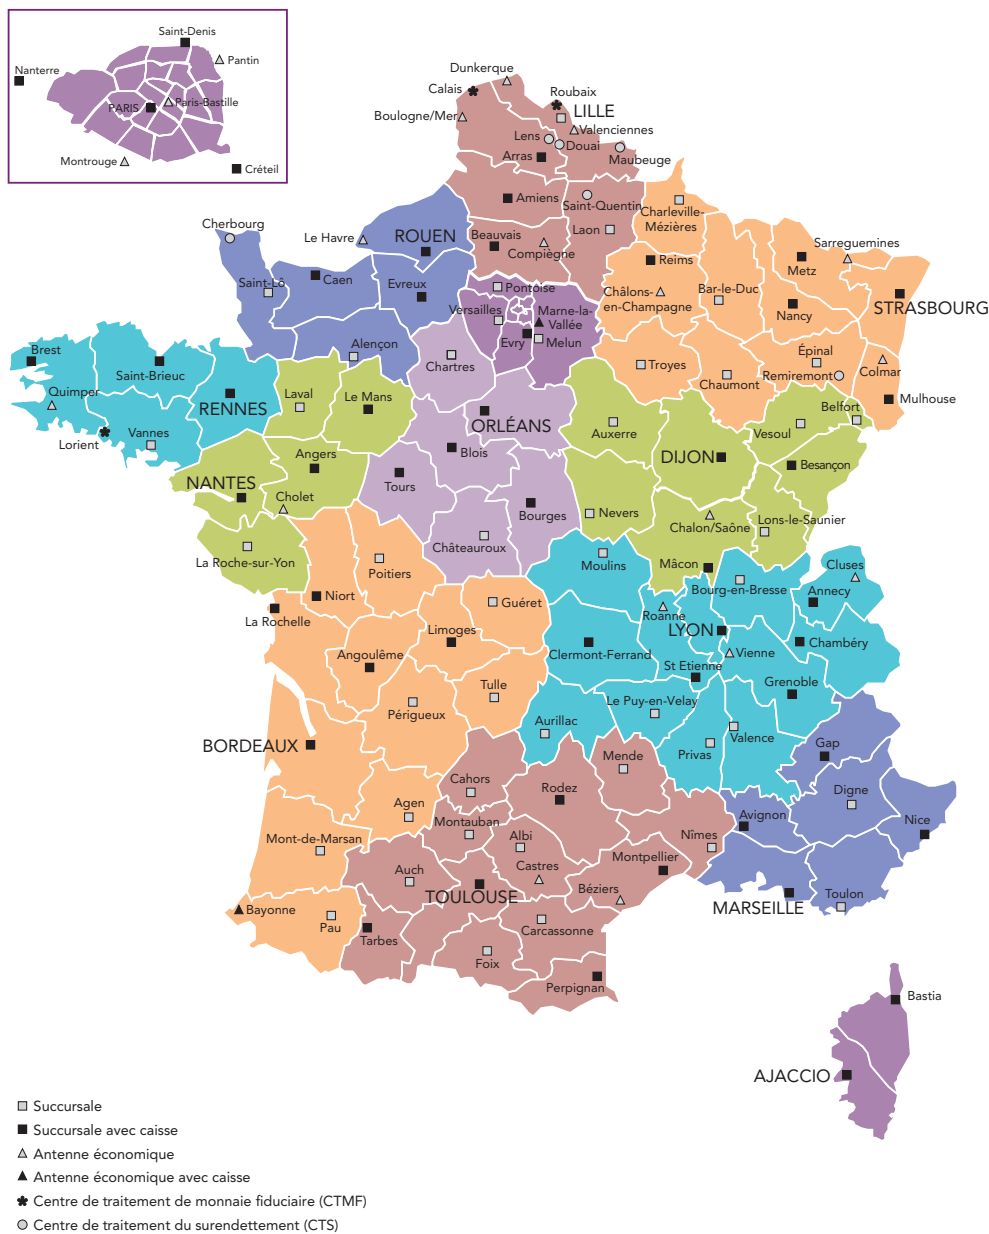 Saint-Denis
Pantin
Nanterre
PARIS
Paris-Bastille
Montrouge
Créteil
Dunkerque
Calais
Roubaix
LILLE
Boulogne/Mer
Valenciennes
Lens
Douai
Arras
Maubeuge
Amiens
Saint-Quentin
Charleville-
Mézières
Cherbourg
Le Havre
ROUEN
Beauvais
Laon
Compiègne
Sarreguemines
Reims
Metz
Saint-Lô
Caen
Evreux
Pontoise
Châlons-
en-Champagne
Bar-le-Duc
STRASBOURG
Versailles
Marne-la-
Vallée
Nancy
Evry
Melun
Alençon
Brest
Saint-Brieuc
Chartres
Troyes
Épinal
Chaumont
Remiremont
Colmar
Quimper
RENNES
Laval
Le Mans
Mulhouse
Belfort
Lorient
Vannes
ORLÉANS
Auxerre
Vesoul
Angers
Blois
DIJON
Besançon
NANTES
Cholet
Tours
Bourges
Nevers
Chalon/Saône
Lons-le-Saunier
La Roche-sur-Yon
Châteauroux
Poitiers
Moulins
Mâcon
Cluses
Bourg-en-Bresse
Annecy
Niort
Guéret
La Rochelle
Roanne
Limoges
LYON
Chambéry
Angoulême
Clermont-Ferrand
Vienne
St Etienne
Grenoble
Tulle
Périgueux
Le Puy-en-Velay
Aurillac
Valence
BORDEAUX
Privas
Gap
Mende
Cahors
Rodez
Digne
Agen
Avignon
Montauban
Nice
Mont-de-Marsan
Albi
Nîmes
Auch
Castres
Montpellier
TOULOUSE
Béziers
Toulon
MARSEILLE
Bayonne
Pau
Carcassonne
Tarbes
Foix
Perpignan
Bastia
AJACCIO
Succursale
Succursale avec caisse
Antenne économique
Antenne économique avec caisse
Centre de traitement de monnaie fiduciaire (CTMF)
Centre de traitement du surendettement (CTS)